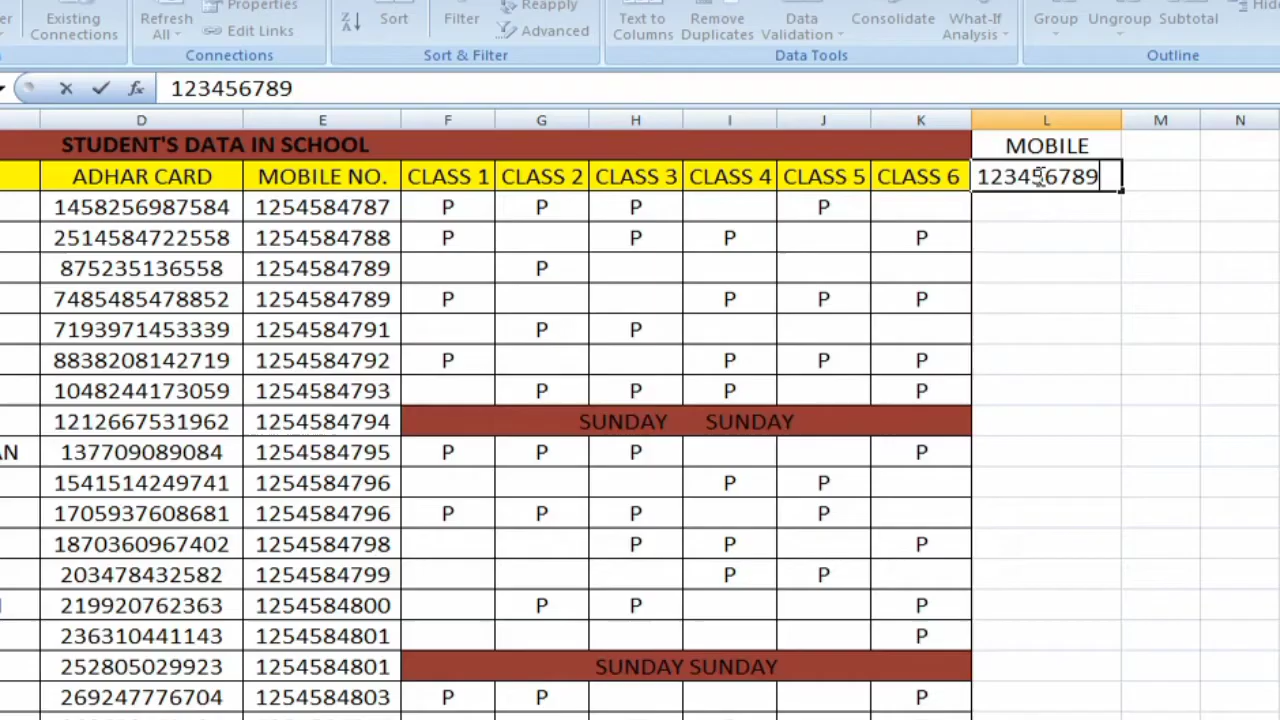 Properties
Reapply
Existing Connections
Refresh All
Edit Links
Sort
Filter
Advanced
Text to Columns
Remove Duplicates
Data Validation
Consolidate
What-If Analysis
Group
Ungroup
Subtotal
Connections
Sort & Filter
Data Tools
Outline
fx 123456789
D E F G H I J K L M N
STUDENT'S DATA IN SCHOOL MOBILE
ADHAR CARD MOBILE NO. CLASS 1 CLASS 2 CLASS 3 CLASS 4 CLASS 5 CLASS 6 123456789
1458256987584 1254584787 P P P P
2514584722558 1254584788 P P P P
875235136558 1254584789 P
7485485478852 1254584789 P P P P
7193971453339 1254584791 P P
8838208142719 1254584792 P P P P
1048244173059 1254584793 P P P P
1212667531962 1254584794 SUNDAY SUNDAY
AN 137709089084 1254584795 P P P P
1541514249741 1254584796 P P
1705937608681 1254584796 P P P P
1870360967402 1254584798 P P P
203478432582 1254584799 P P
219920762363 1254584800 P P P
236310441143 1254584801 P
252805029923 1254584801 SUNDAY SUNDAY
269247776704 1254584803 P P P